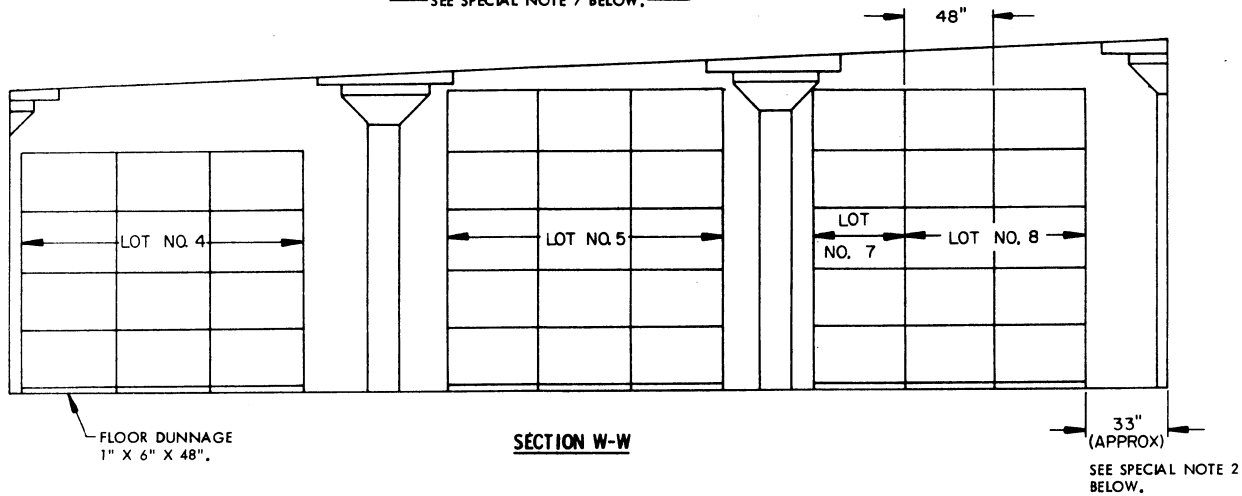 SEE SPECIAL NOTE 7 BELOW.
48"
LOT NO. 4
LOT NO. 5
LOT
NO. 7
LOT NO. 8
FLOOR DUNNAGE
1" X 6" X 48".
SECTION W-W
33"
(APPROX)
SEE SPECIAL NOTE 2
BELOW.